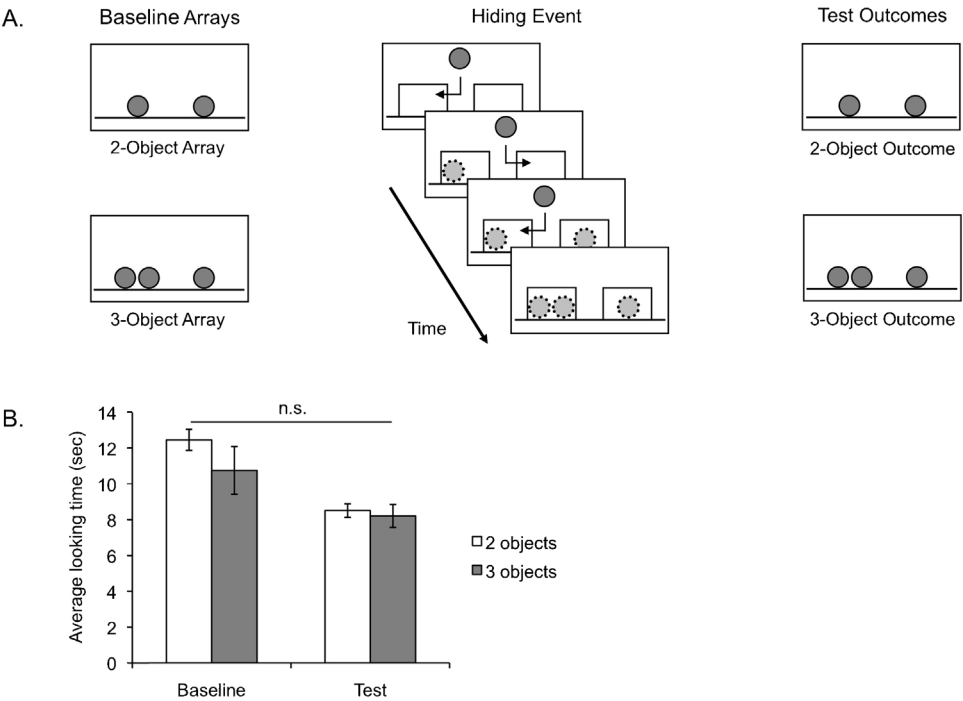 A.
Baseline Arrays
Hiding Event
Test Outcomes
2-Object Array
2-Object Outcome
3-Object Array
Time
3-Object Outcome
B.
n.s.
Average looking time (sec)
14
12
10
8
6
4
2
0
2 objects
3 objects
Baseline
Test